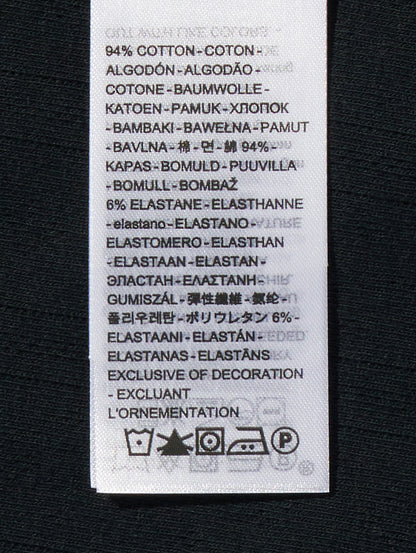 94% COTTON-COTON-
ALGODÓN-ALGODÃO-
COTONE-BAUMWOLLE-
KATOEN-PAMUK-ХЛОПОК
-BAMBAKI-BAWEŁNA-PAMUT
-BAVLNA-棉-면-綿 94%-
KAPAS-BOMULD-PUUVILLA
-BOMULL-BOMBAŽ
6% ELASTANE-ELASTHANNE
-elastano-ELASTANO-
ELASTOMERO-ELASTHAN
-ELASTAAN-ELASTAN-
ЭЛАСТАН-ΕΛΑΣΤΑΝΗ-
GUMISZÁL-彈性纖維-氨纶-
폴리우레탄-ポリウレタン 6%-
ELASTAANI-ELASTÁN-
ELASTANAS-ELASTĀNS
EXCLUSIVE OF DECORATION
- EXCLUANT
L'ORNEMENTATION
P